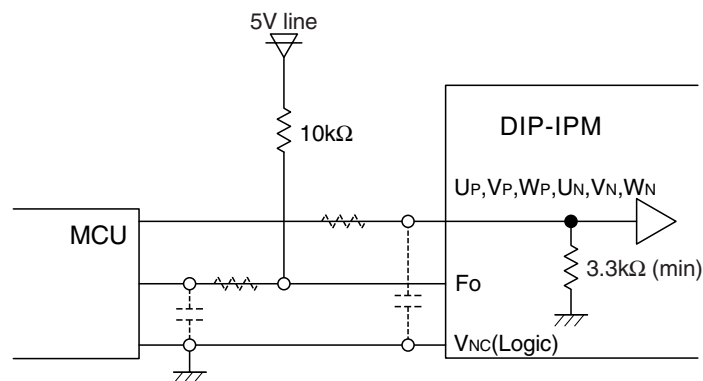 5V line
10kΩ
DIP-IPM
UP,VP,WP,UN,VN,WN
MCU
3.3kΩ (min)
Fo
VNC(Logic)